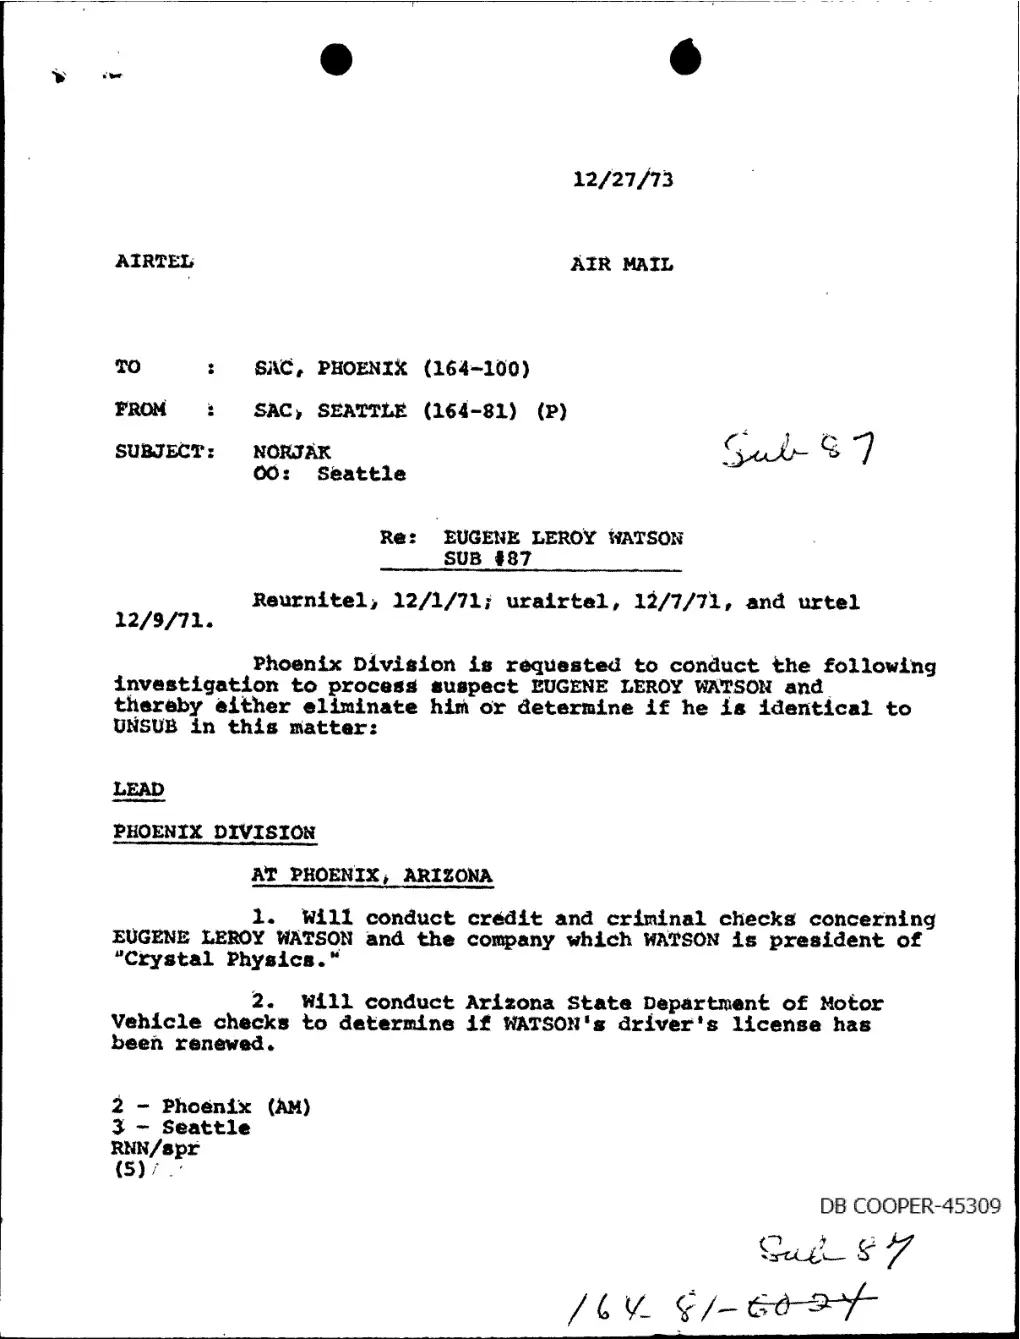 12/27/73
AIRTEL AIR MAIL
TO : SAC, PHOENIX (164-100)
FROM : SAC, SEATTLE (164-81) (P)
SUBJECT: NORJAK
OO: Seattle
Sub 87
Re: EUGENE LEROY WATSON
SUB #87
Reurnitel, 12/1/71; urairtel, 12/7/71, and urtel
12/9/71.
Phoenix Division is requested to conduct the following
investigation to process suspect EUGENE LEROY WATSON and
thereby either eliminate him or determine if he is identical to
UNSUB in this matter:
LEAD
PHOENIX DIVISION
AT PHOENIX, ARIZONA
1. Will conduct credit and criminal checks concerning
EUGENE LEROY WATSON and the company which WATSON is president of
"Crystal Physics."
2. Will conduct Arizona State Department of Motor
Vehicle checks to determine if WATSON's driver's license has
been renewed.
2 - Phoenix (AM)
3 - Seattle
RNN/spr
(5)
DB COOPER-45309
Sub 87
164-81-